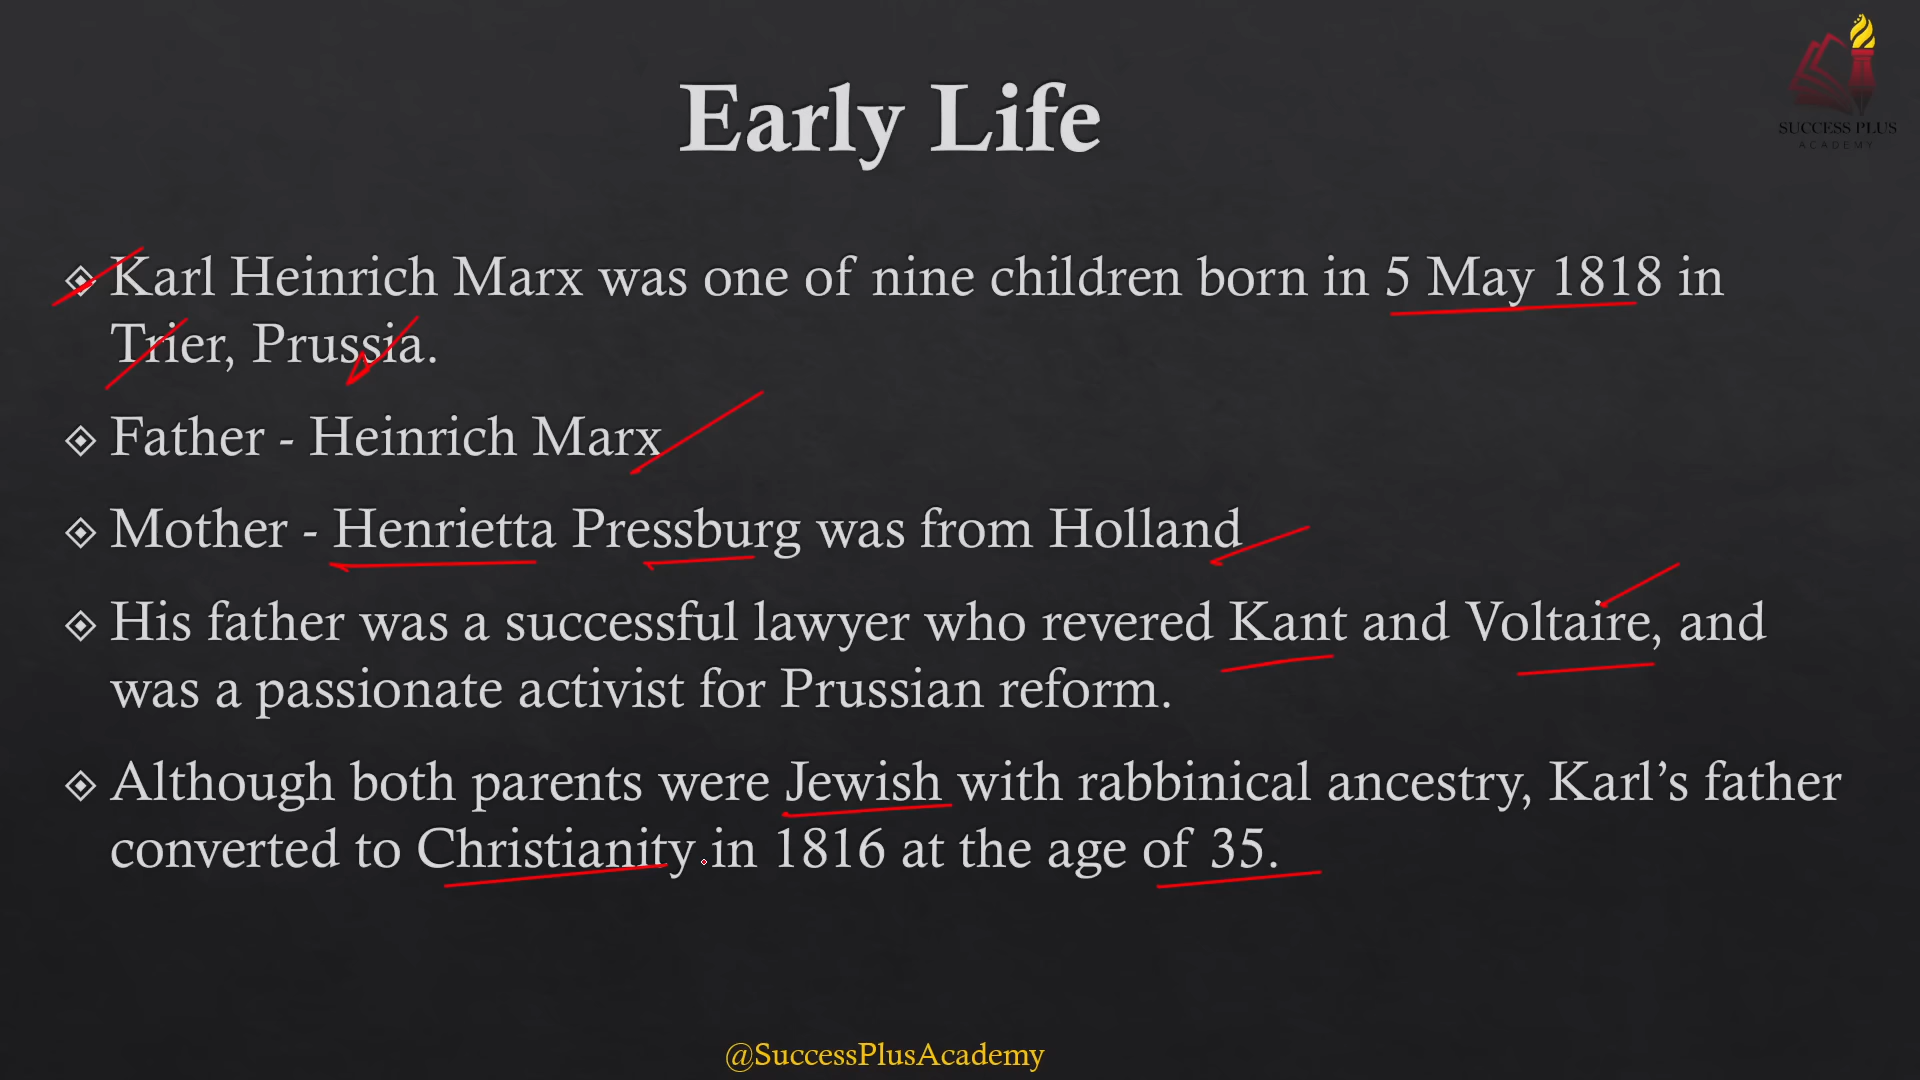 SUCCESS PLUS
ACADEMY
Early Life
Karl Heinrich Marx was one of nine children born in 5 May 1818 in
Trier, Prussia.
Father - Heinrich Marx
Mother - Henrietta Pressburg was from Holland
His father was a successful lawyer who revered Kant and Voltaire, and
was a passionate activist for Prussian reform.
Although both parents were Jewish with rabbinical ancestry, Karl’s father
converted to Christianity in 1816 at the age of 35.
@SuccessPlusAcademy